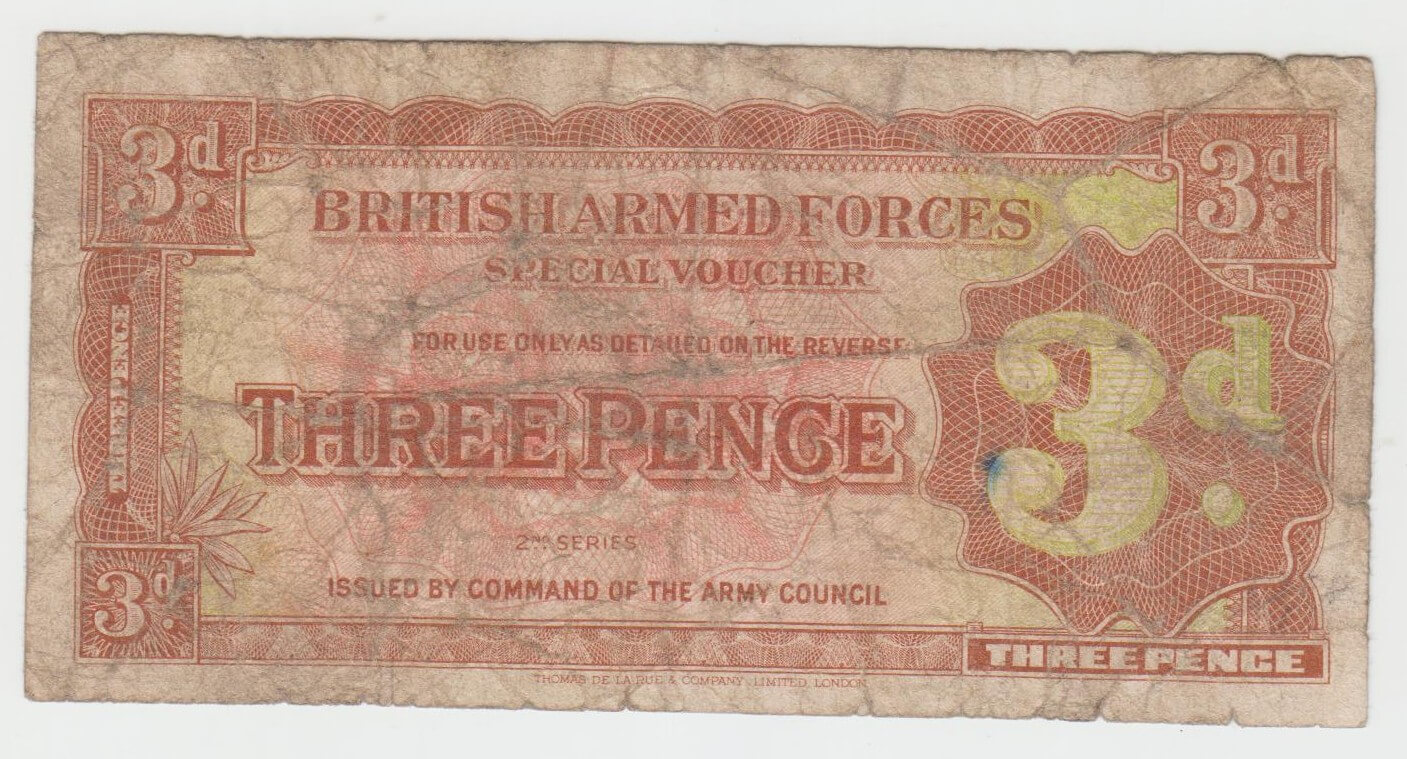 3d.
3d.
BRITISH ARMED FORCES
SPECIAL VOUCHER
FOR USE ONLY AS DETAILED ON THE REVERSE
THREE PENCE
THREE PENCE
3d.
2ND SERIES
ISSUED BY COMMAND OF THE ARMY COUNCIL
3d.
THREE PENCE
THOMAS DE LA RUE & COMPANY, LIMITED, LONDON